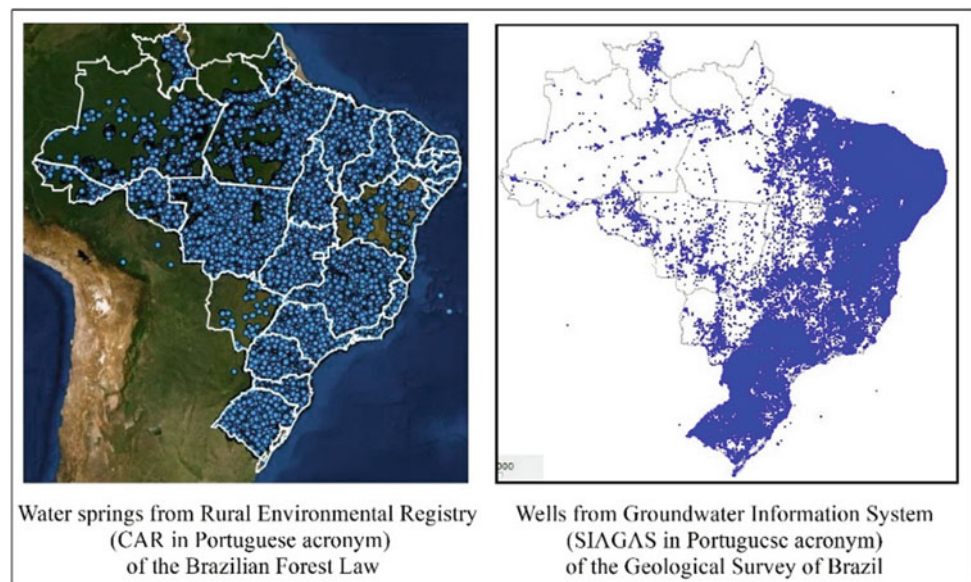 000
Water springs from Rural Environmental Registry
(CAR in Portuguese acronym)
of the Brazilian Forest Law
Wells from Groundwater Information System
(SIAGAS in Portuguese acronym)
of the Geological Survey of Brazil